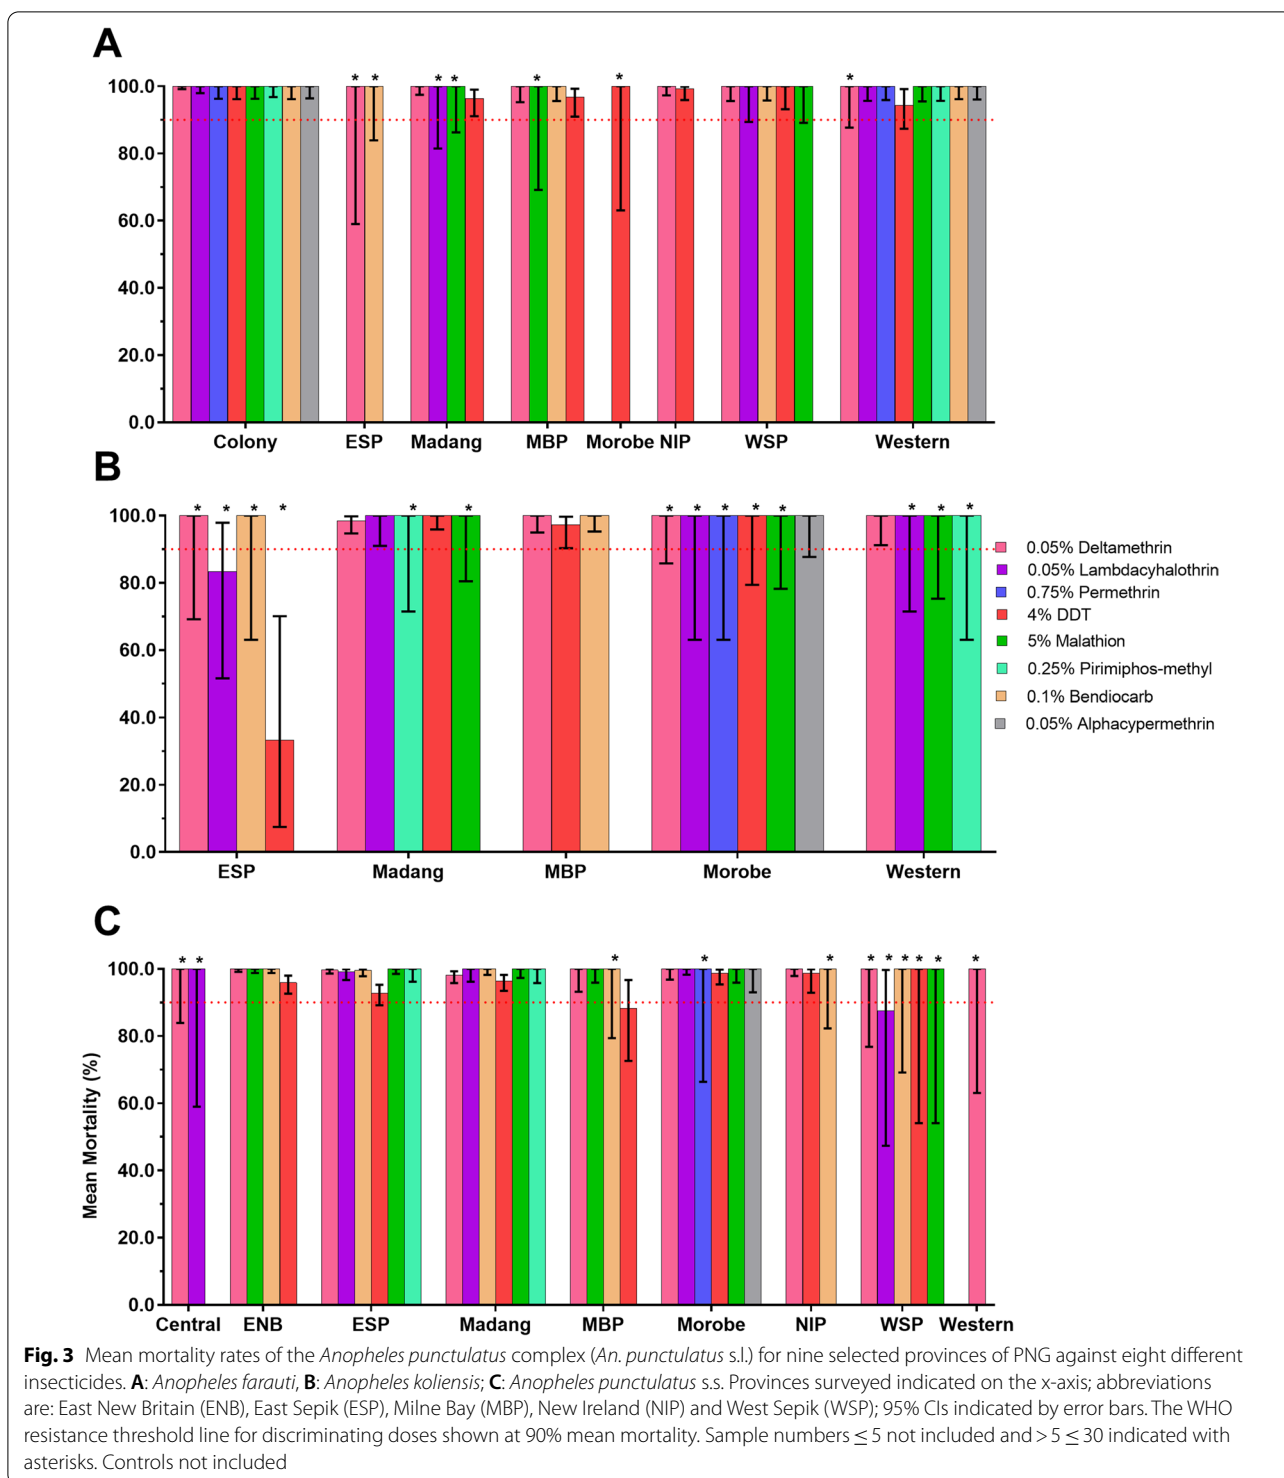 A
* * * * * * *
100.0
80.0
60.0
40.0
20.0
0.0
Colony ESP Madang MBP Morobe NIP WSP Western
B
* * * * * * * * * * * * * *
100.0
80.0
60.0
40.0
20.0
0.0
ESP Madang MBP Morobe Western
0.05% Deltamethrin
0.05% Lambdacyhalothrin
0.75% Permethrin
4% DDT
5% Malathion
0.25% Pirimiphos-methyl
0.1% Bendiocarb
0.05% Alphacypermethrin
C
* * * * * * * * * * *
Mean Mortality (%)
100.0
80.0
60.0
40.0
20.0
0.0
Central ENB ESP Madang MBP Morobe NIP WSP Western
Fig. 3 Mean mortality rates of the Anopheles punctulatus complex (An. punctulatus s.l.) for nine selected provinces of PNG against eight different
insecticides. A: Anopheles farauti, B: Anopheles koliensis; C: Anopheles punctulatus s.s. Provinces surveyed indicated on the x-axis; abbreviations
are: East New Britain (ENB), East Sepik (ESP), Milne Bay (MBP), New Ireland (NIP) and West Sepik (WSP); 95% CIs indicated by error bars. The WHO
resistance threshold line for discriminating doses shown at 90% mean mortality. Sample numbers ≤ 5 not included and > 5 ≤ 30 indicated with
asterisks. Controls not included